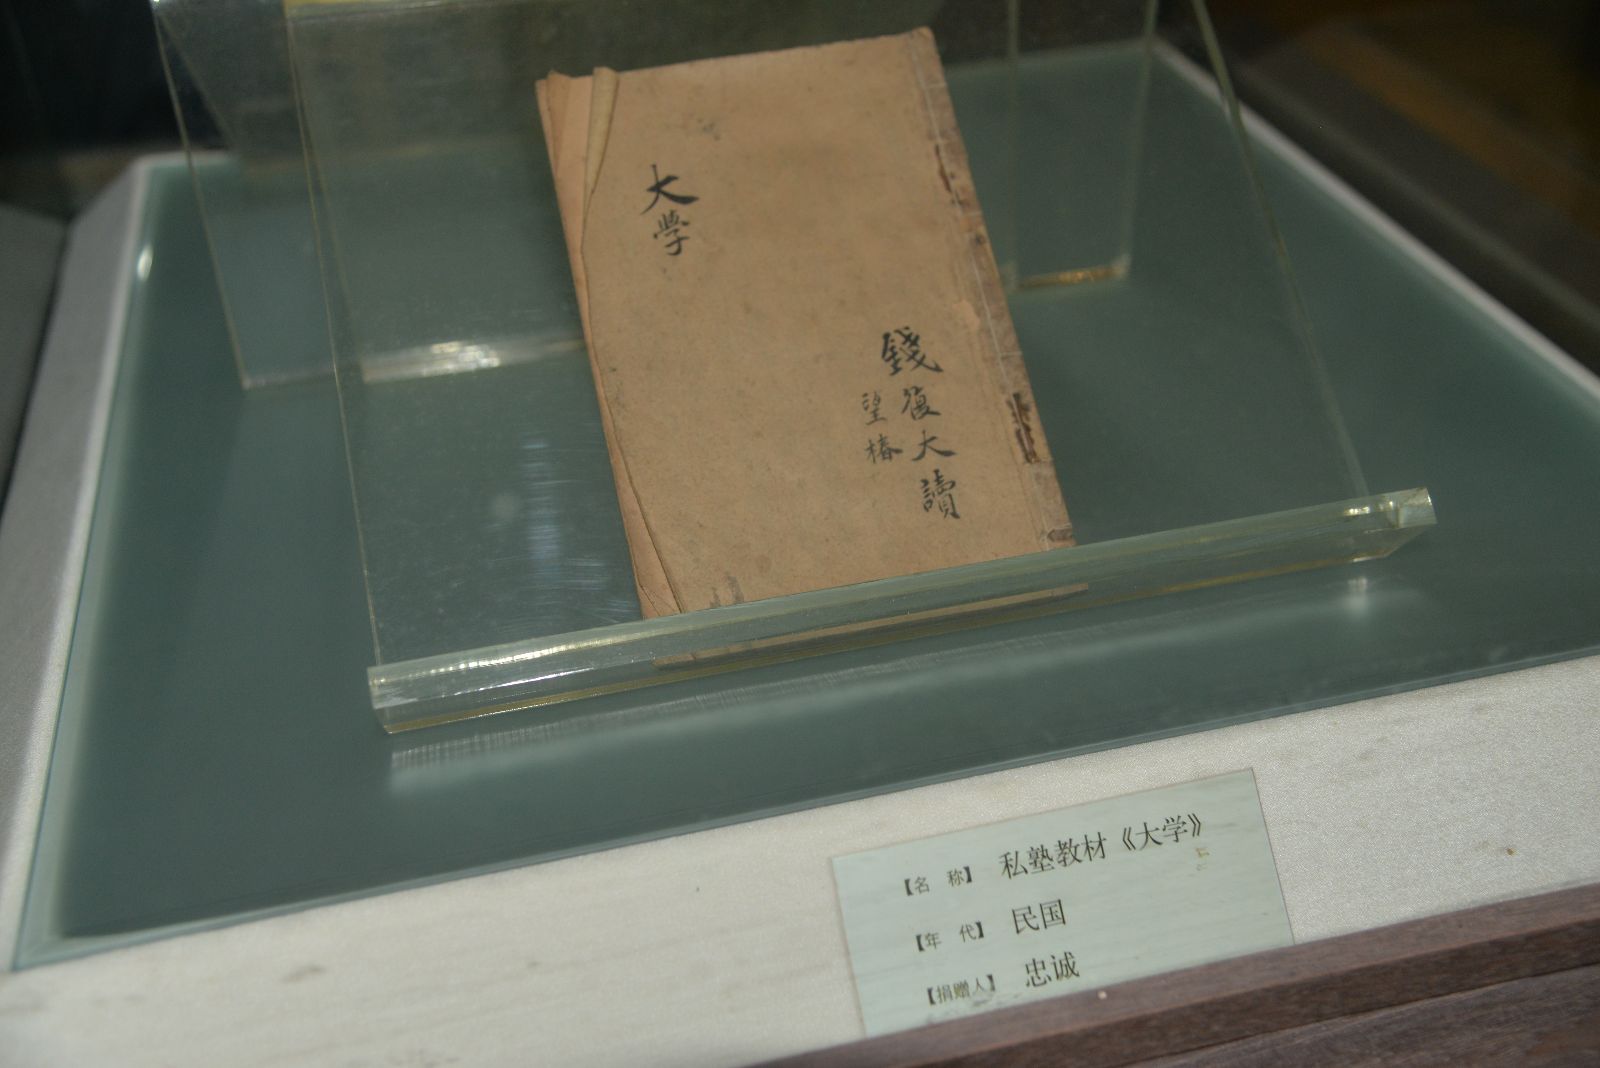 大學
錢復大讀
望椿
【名　称】 私塾教材《大学》
【年　代】 民国
【捐赠人】 忠诚